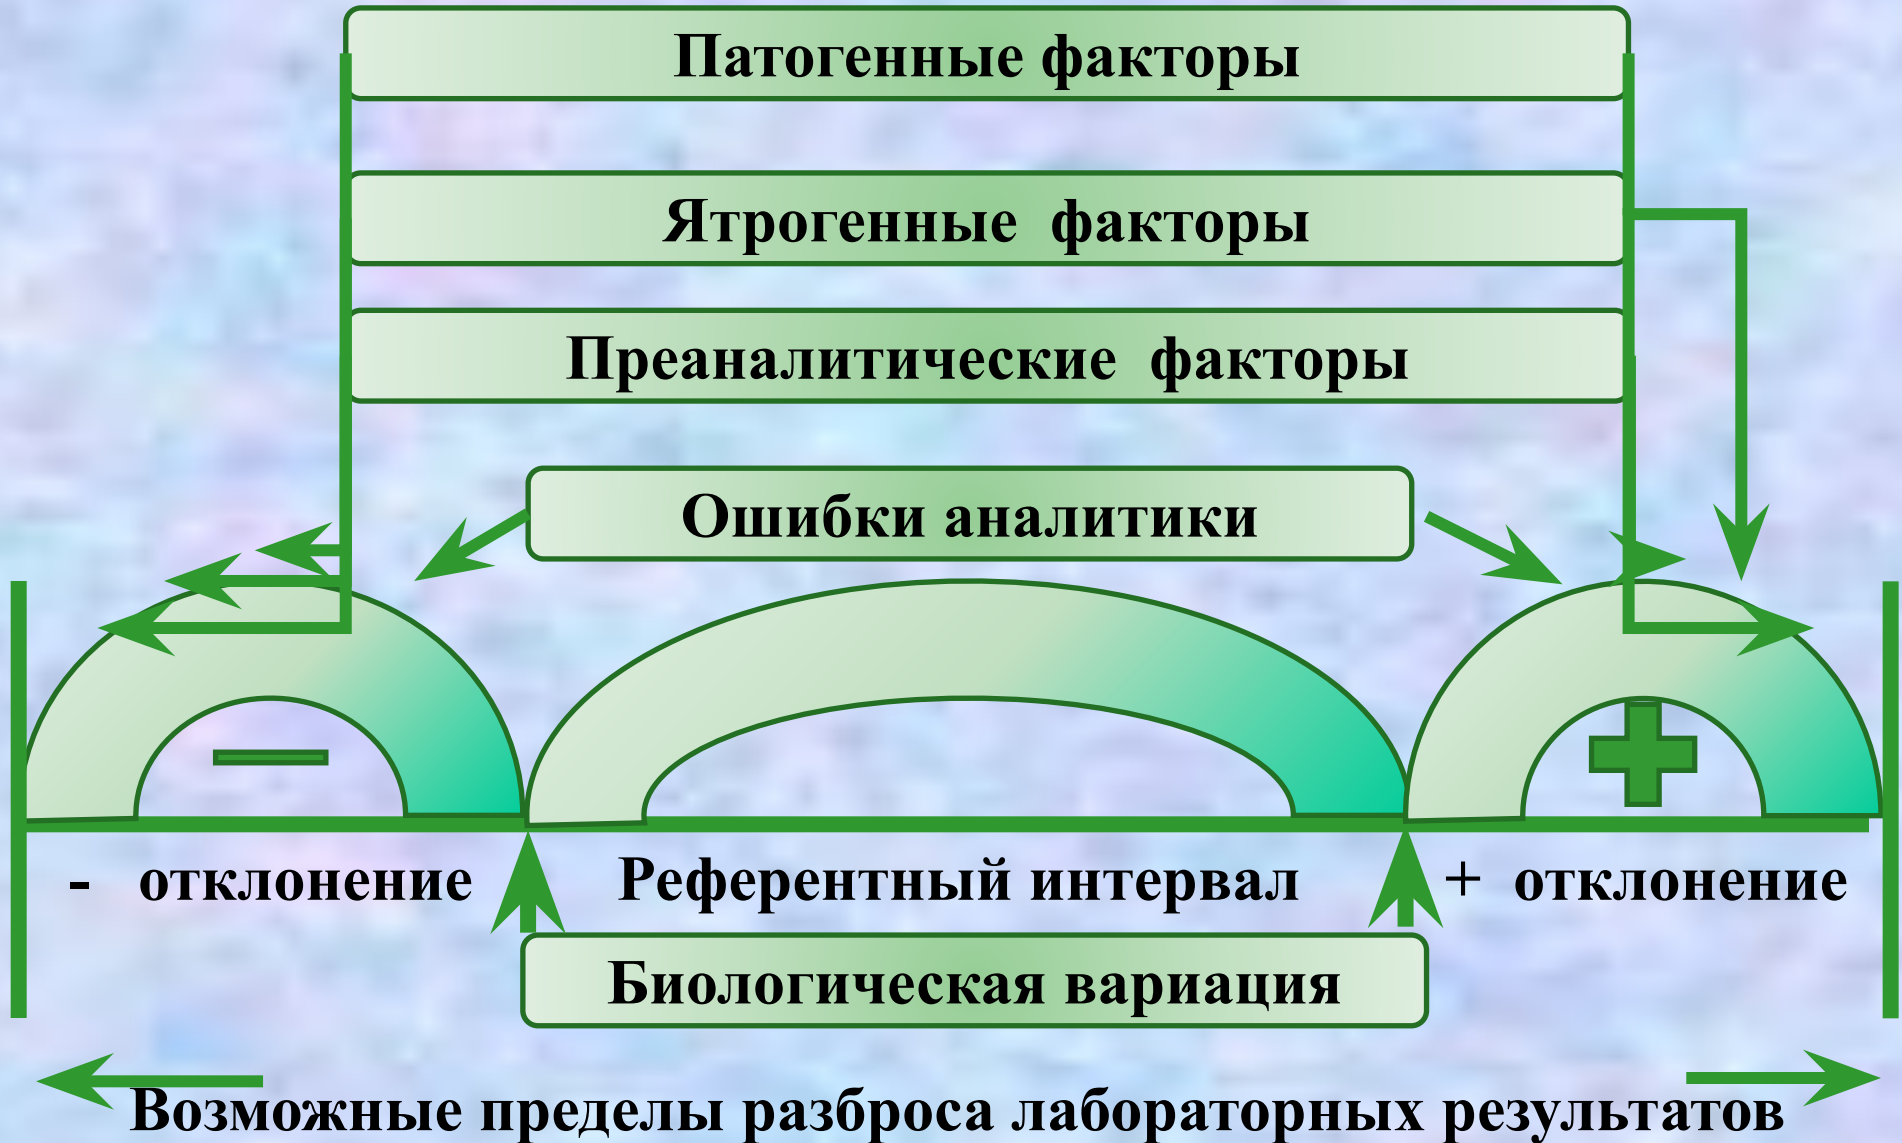 Патогенные факторы
Ятрогенные факторы
Преаналитические факторы
Ошибки аналитики
- отклонение
Референтный интервал
+ отклонение
Биологическая вариация
Возможные пределы разброса лабораторных результатов